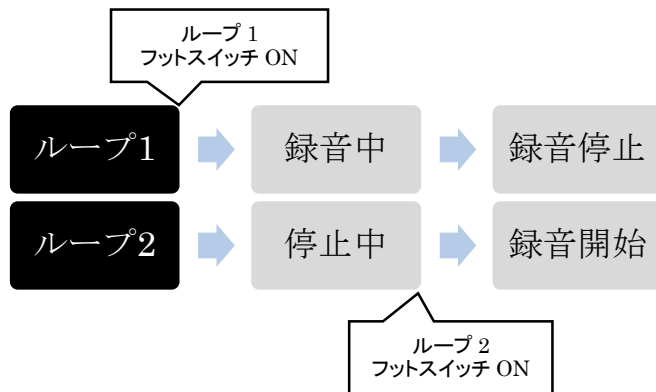 ループ 1
フットスイッチ ON
ループ1
録音中
録音停止
ループ2
停止中
録音開始
ループ 2
フットスイッチ ON